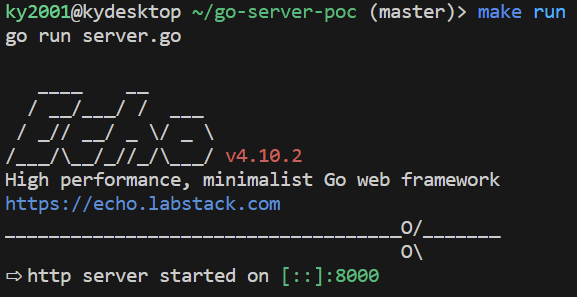 ky2001@kydesktop ~/go-server-poc (master)> make run
go run server.go
   ____    __
  / __/___/ /  ___
 / _// __/ _ \/ _ \
/___/\__/_//_/\___/ v4.10.2
High performance, minimalist Go web framework
https://echo.labstack.com
____________________________________O/_______
                                    O\
⇨ http server started on [::]:8000